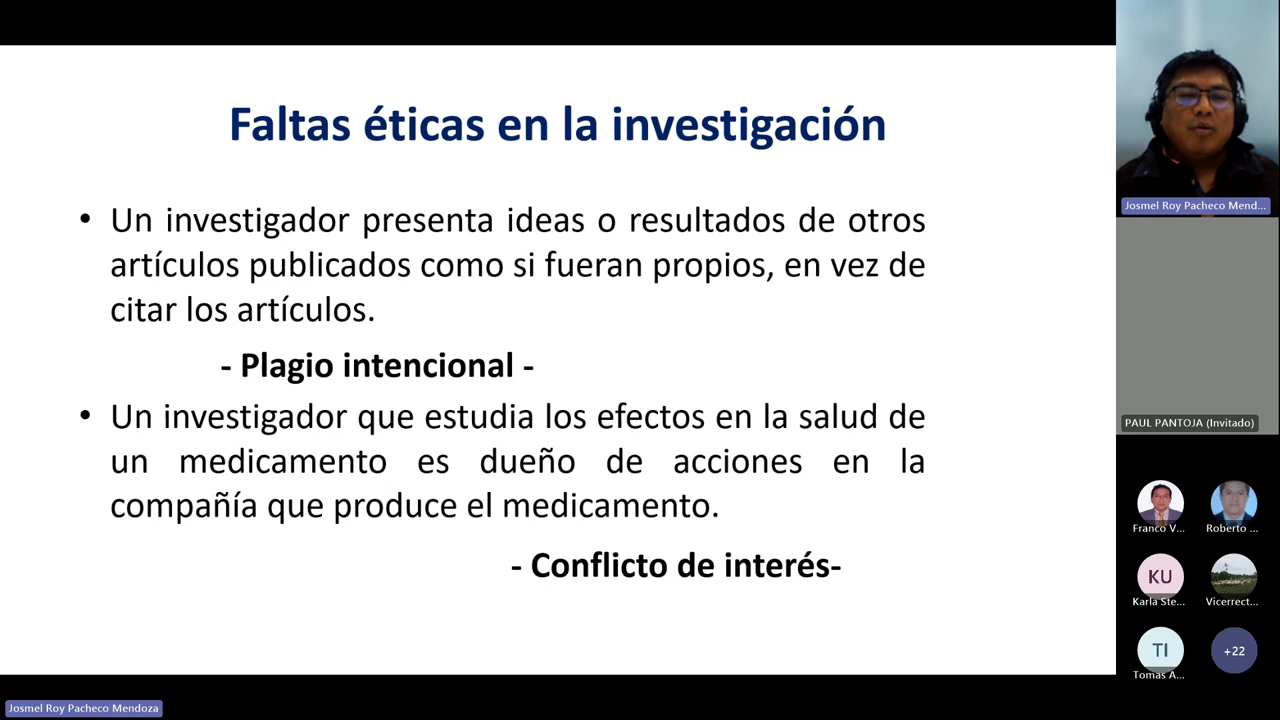 Faltas éticas en la investigación
• Un investigador presenta ideas o resultados de otros
artículos publicados como si fueran propios, en vez de
citar los artículos.
- Plagio intencional -
• Un investigador que estudia los efectos en la salud de
un medicamento es dueño de acciones en la
compañía que produce el medicamento.
- Conflicto de interés-
Josmel Roy Pacheco Mend...
PAUL PANTOJA (Invitado)
Franco V...
Roberto ...
KU
Karla Ste...
Vicerrect...
TI
Tomas A...
+22
Josmel Roy Pacheco Mendoza